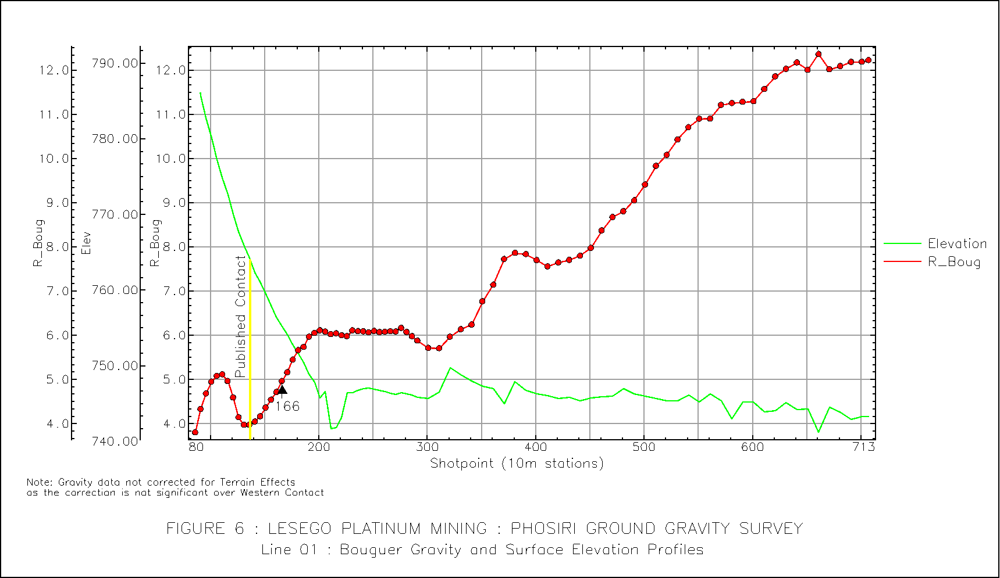 12.0
11.0
10.0
9.0
8.0
7.0
6.0
5.0
4.0
R_Boug
790.00
780.00
770.00
760.00
750.00
740.00
Elev
12.0
11.0
10.0
9.0
8.0
7.0
6.0
5.0
4.0
R_Boug
Published Contact
166
Elevation
R_Boug
80 200 300 400 500 600 713
Shotpoint (10m stations)
Note: Gravity data not corrected for Terrain Effects
as the carrection is nat significant over Western Contact
FIGURE 6 : LESEGO PLATINUM MINING : PHOSIRI GROUND GRAVITY SURVEY
Line 01 : Bouguer Gravity and Surface Elevation Profiles